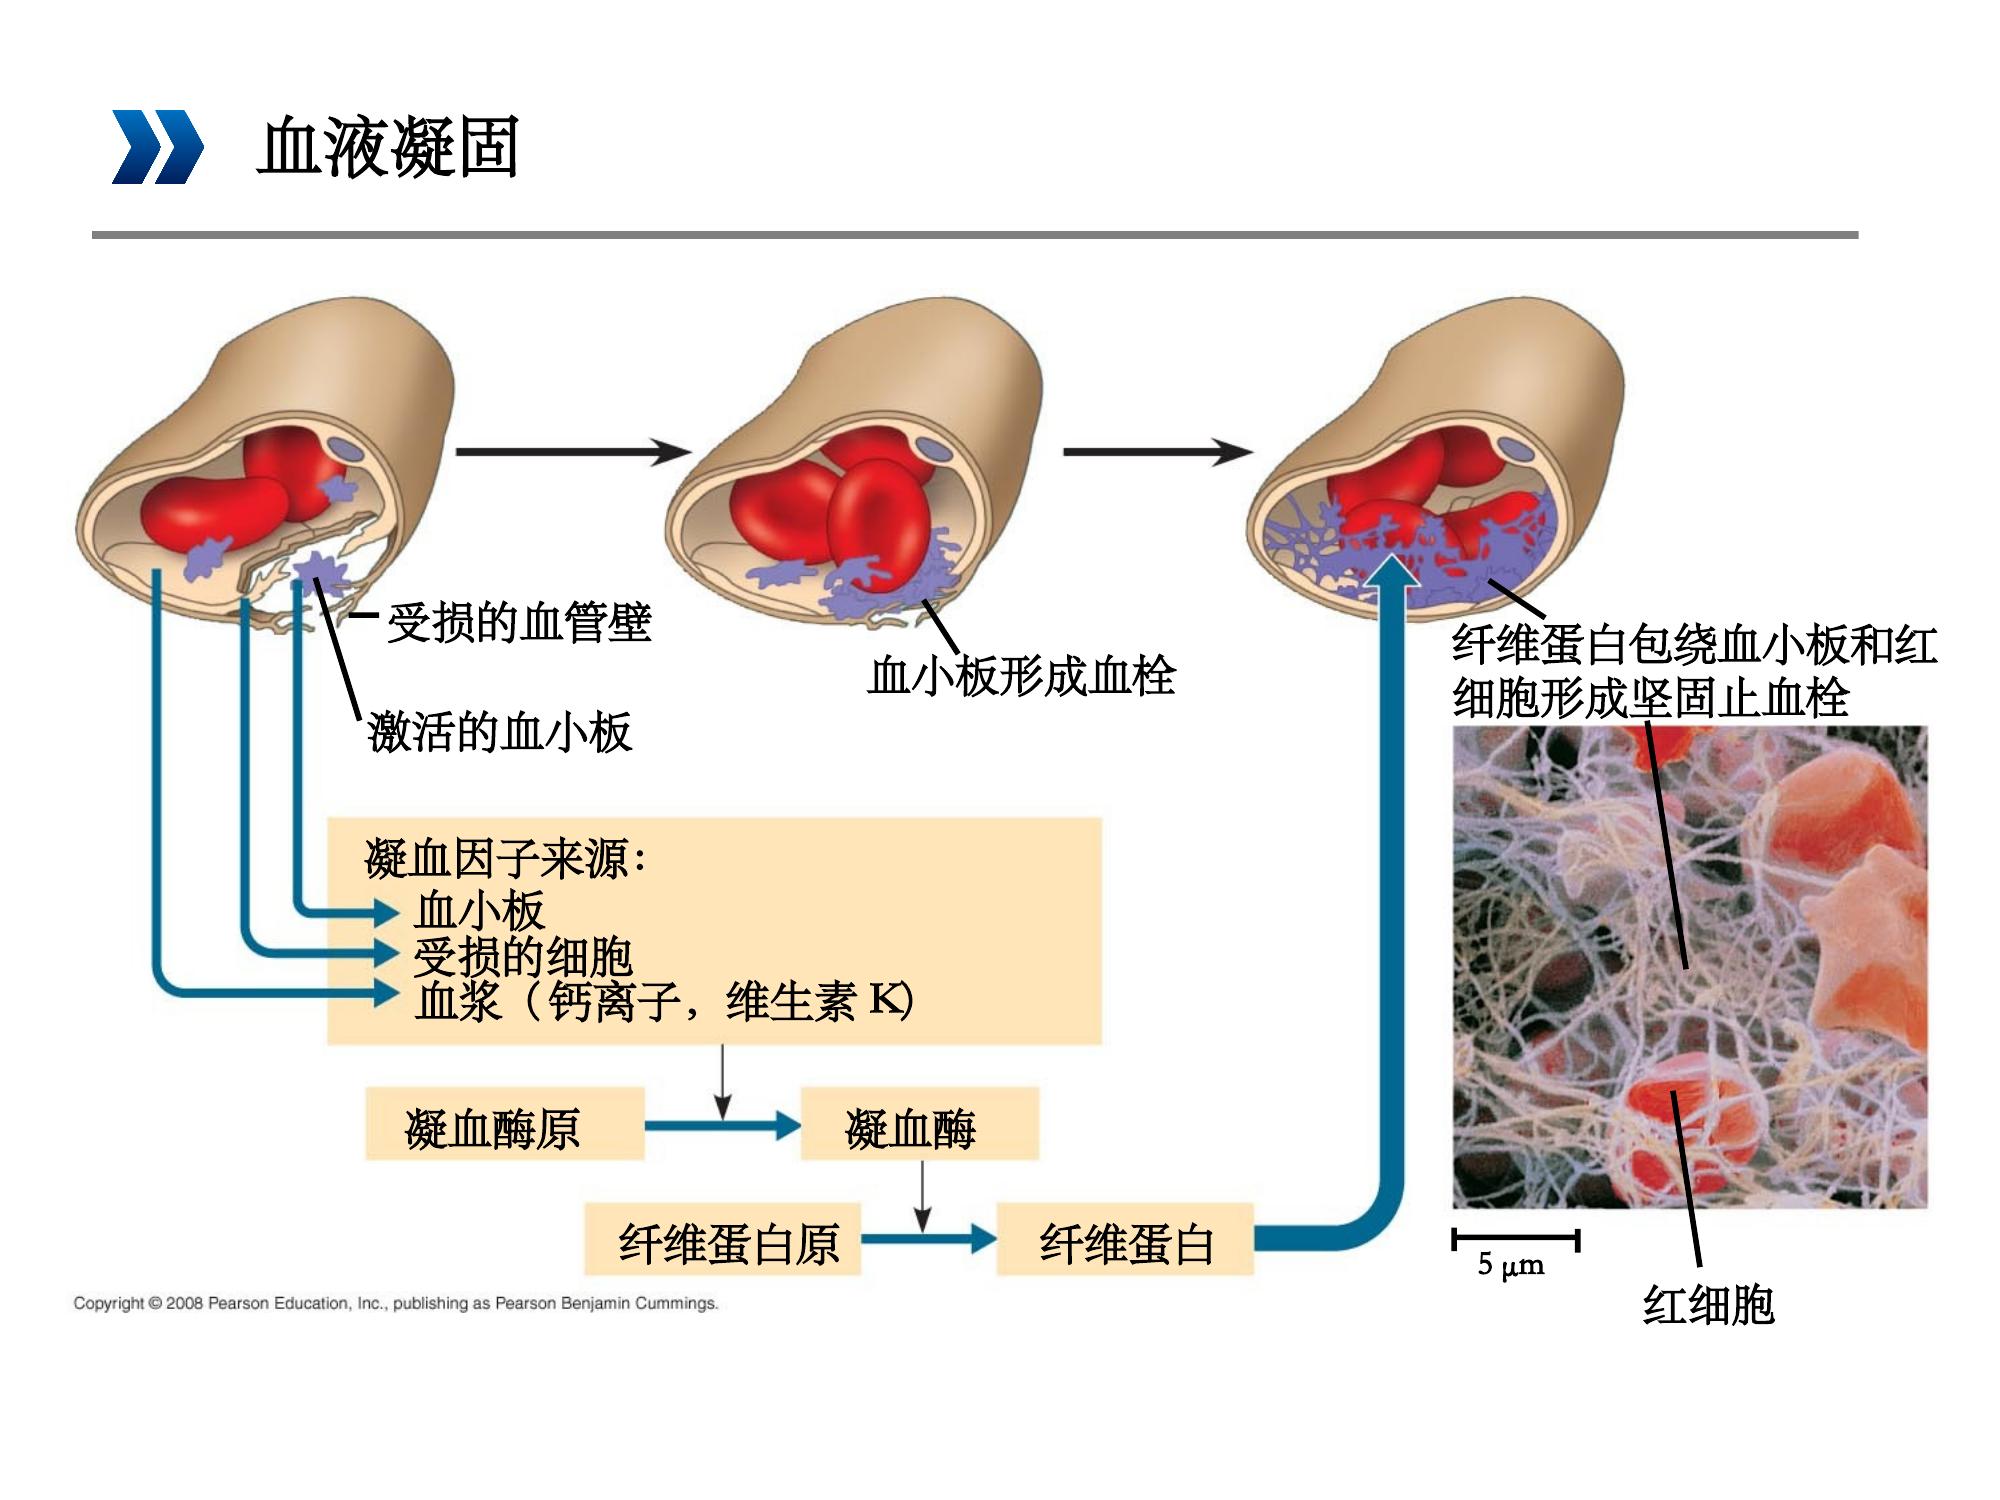 血液凝固
受损的血管壁
激活的血小板
血小板形成血栓
纤维蛋白包绕血小板和红
细胞形成坚固止血栓
凝血因子来源：
血小板
受损的细胞
血浆（钙离子，维生素 K）
凝血酶原
凝血酶
纤维蛋白原
纤维蛋白
5 μm
红细胞
Copyright © 2008 Pearson Education, Inc., publishing as Pearson Benjamin Cummings.